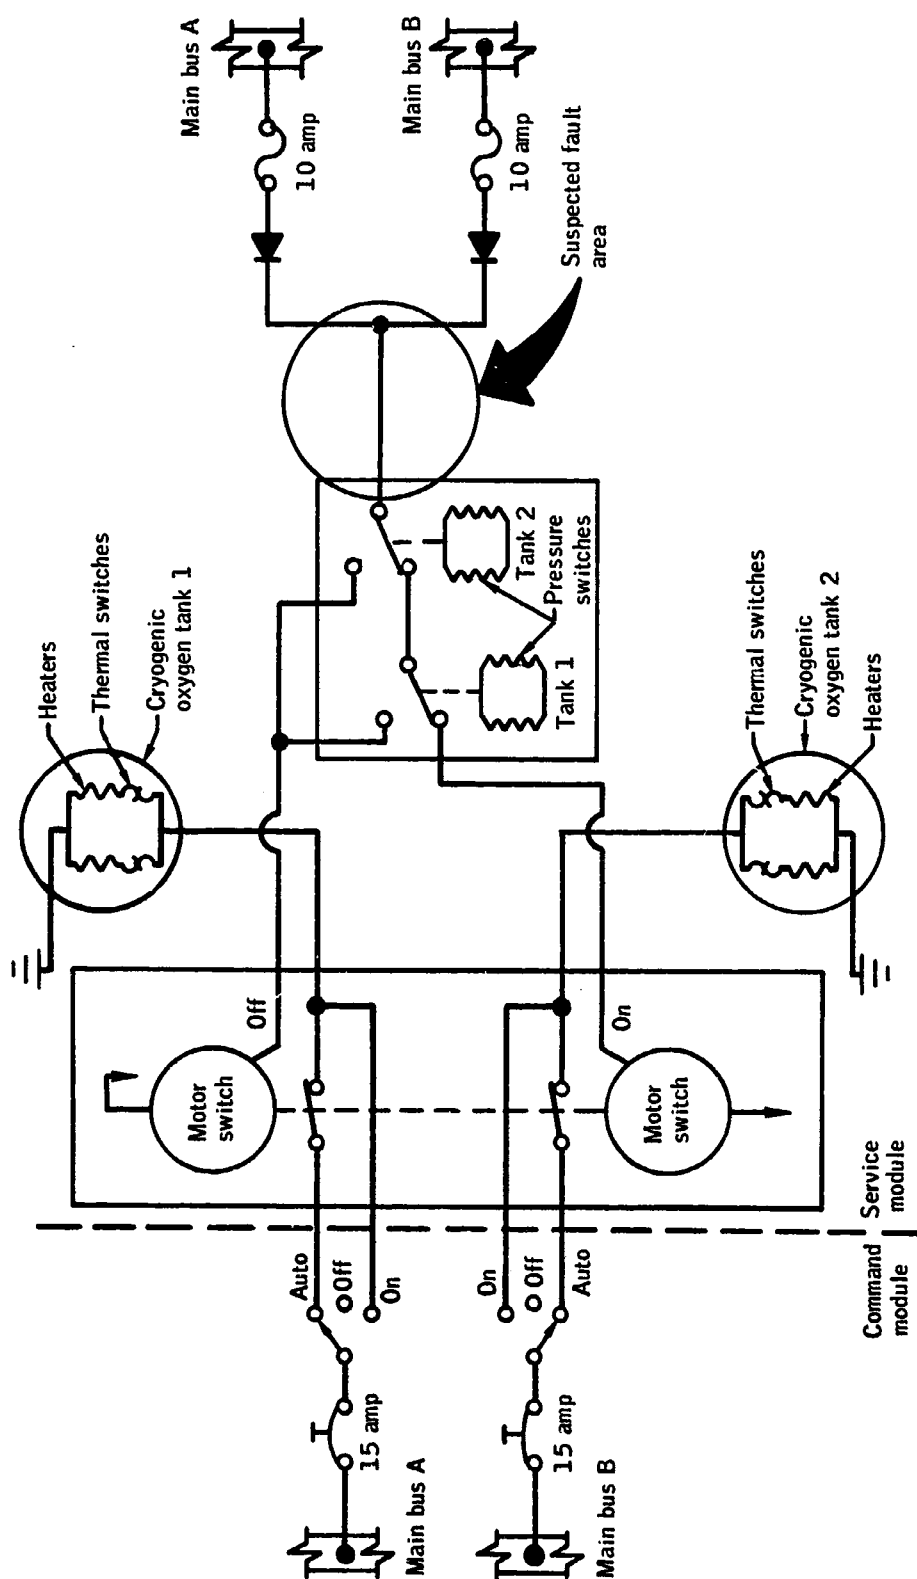 Heaters
Thermal switches
Cryogenic
oxygen tank 1
Main bus A
10 amp
Main bus B
10 amp
Suspected fault
area
Off
Motor
switch
Tank 1
Tank 2
Pressure
switches
On
Motor
switch
Thermal switches
Cryogenic
oxygen tank 2
Heaters
Auto
Off
On
15 amp
Main bus A
On
Off
Auto
15 amp
Main bus B
Command
module
Service
module